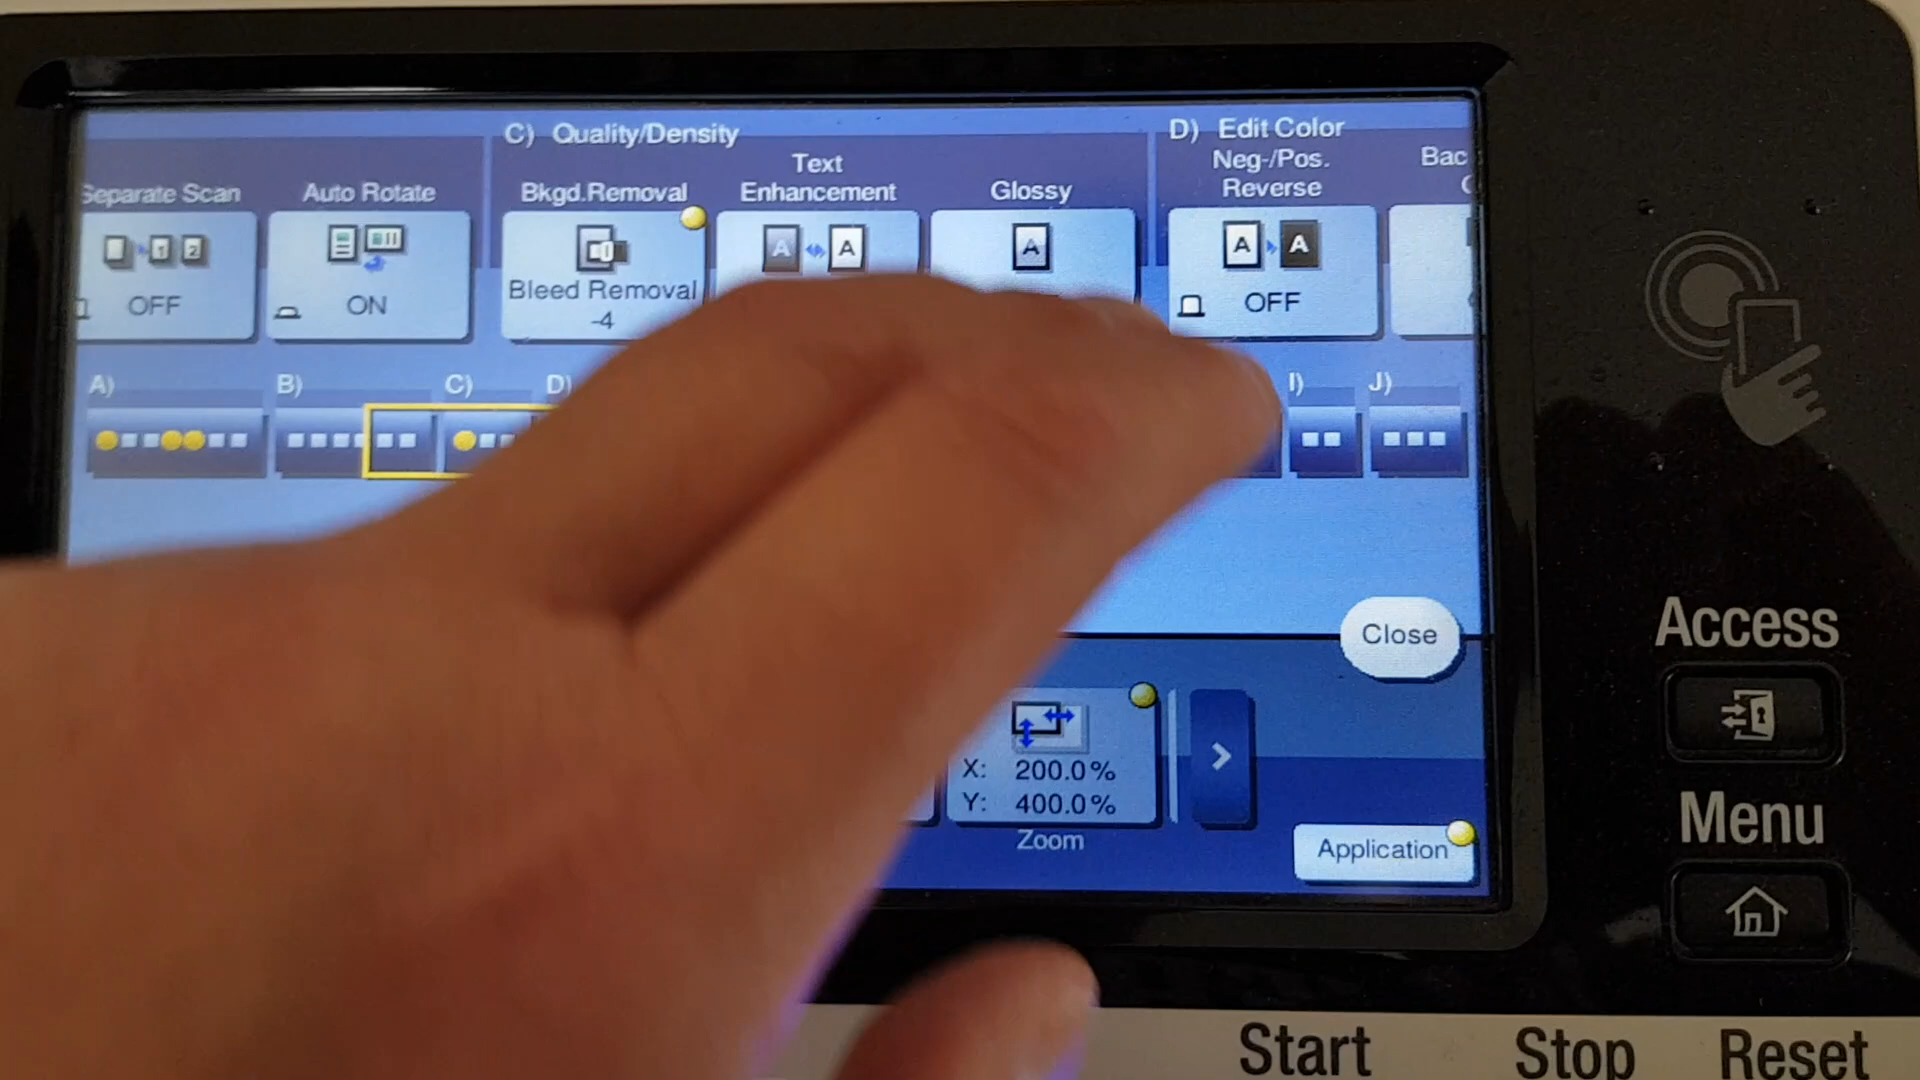 C) Quality/Density
D) Edit Color
Separate Scan
Auto Rotate
Bkgd.Removal
Text
Enhancement
Glossy
Neg-/Pos.
Reverse
Bac
OFF
ON
Bleed Removal
-4
OFF
A)
B)
C)
D)
I)
J)
Close
X: 200.0%
Y: 400.0%
Zoom
Application
Access
Menu
Start
Stop
Reset